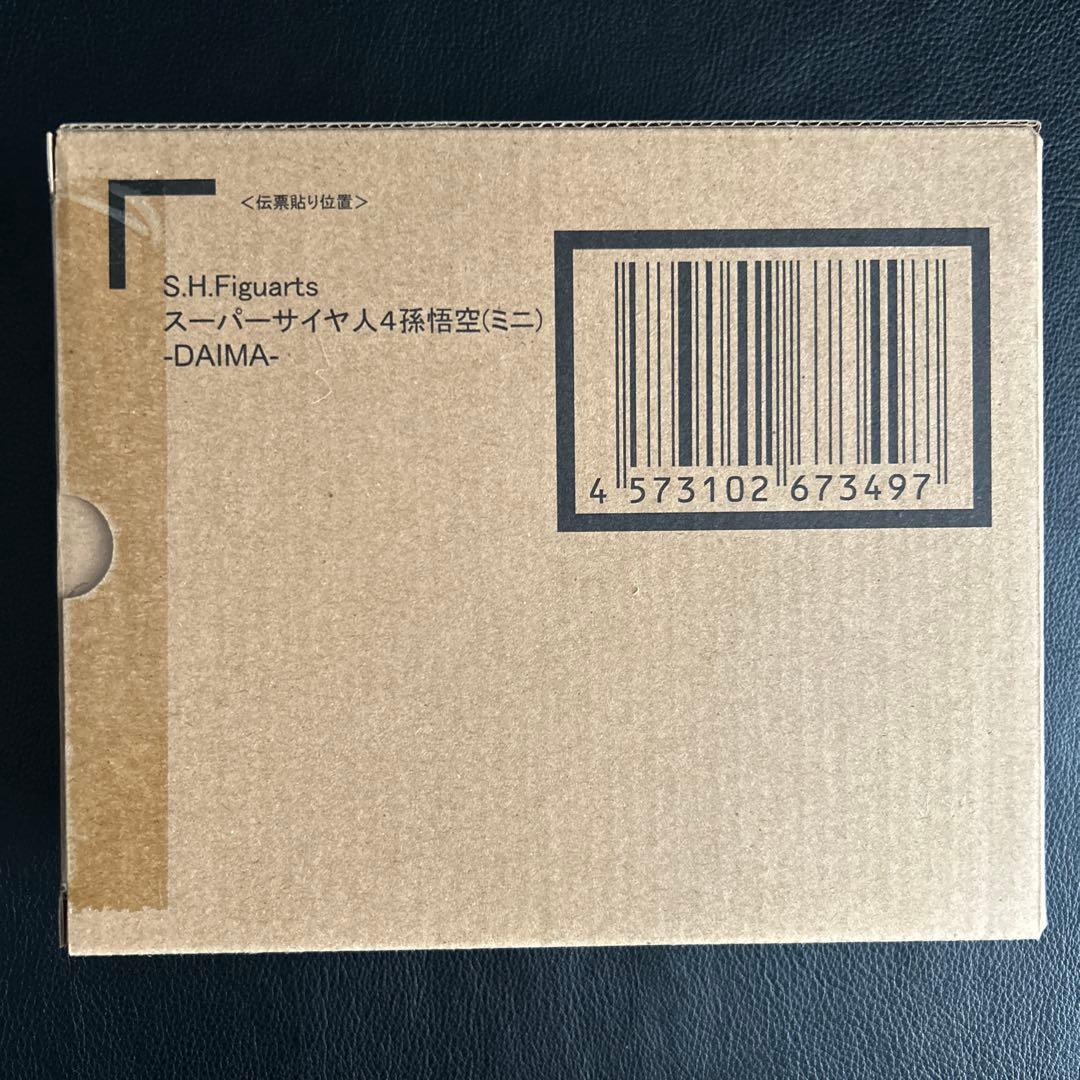 <伝票貼り位置>
S.H.Figuarts
スーパーサイヤ人4孫悟空(ミニ)
-DAIMA-
4 573102 673497